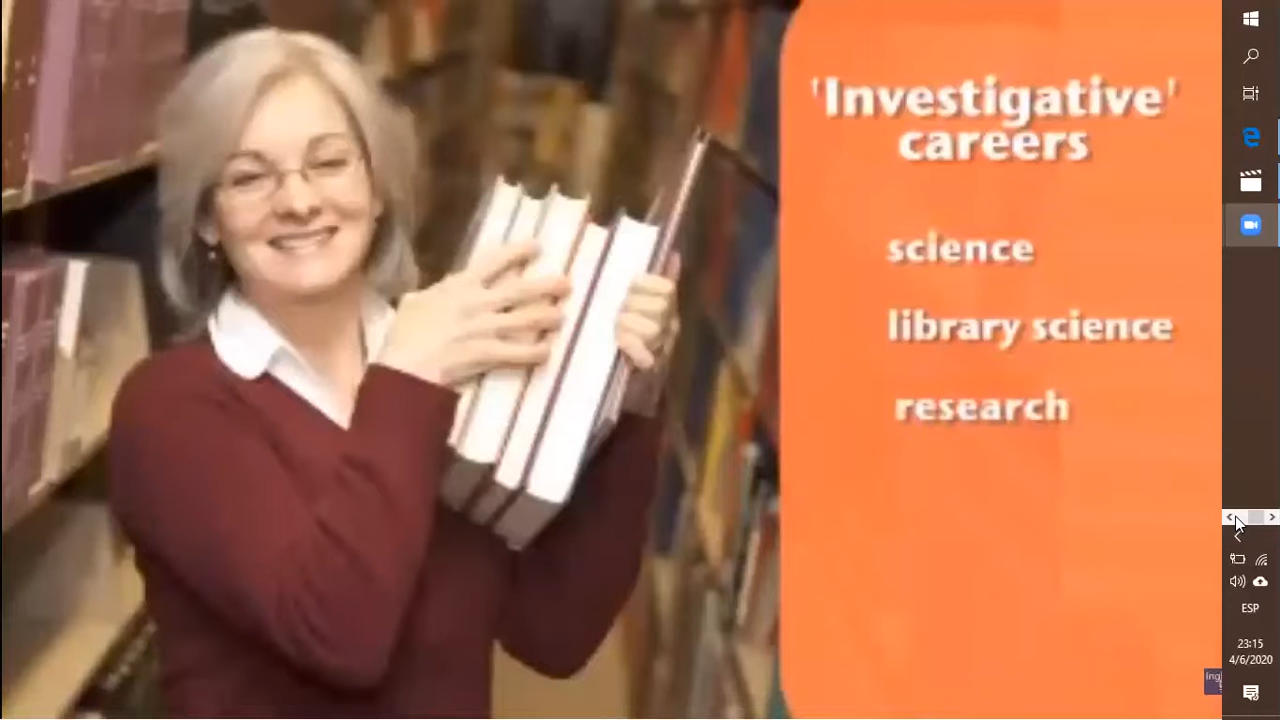 'Investigative'
careers
science
library science
research
ESP
23:15
4/6/2020